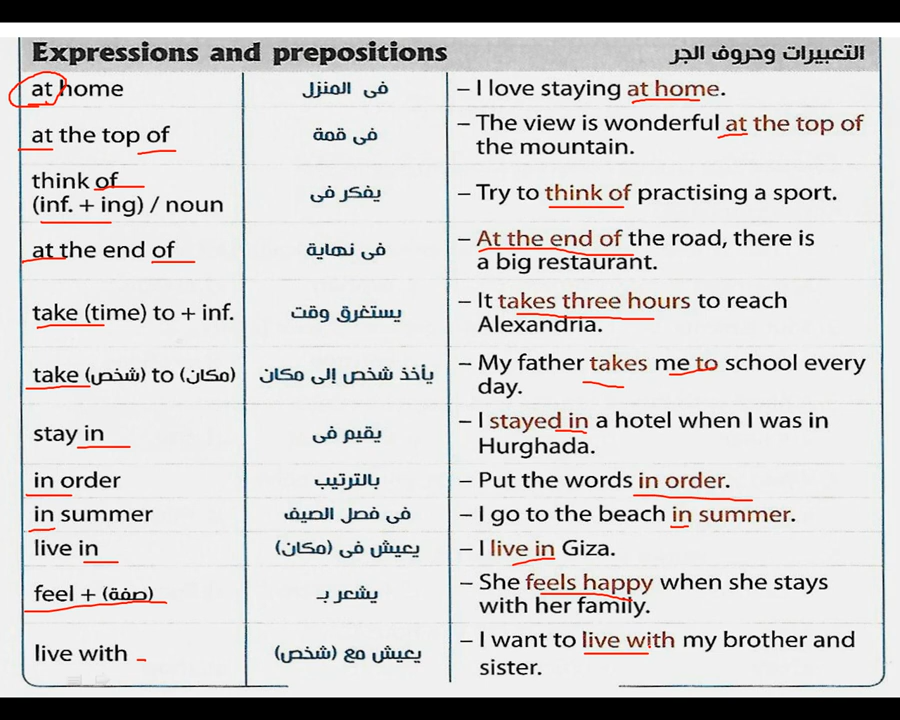 Expressions and prepositions التعبيرات وحروف الجر
at home فى المنزل – I love staying at home.
at the top of فى قمة – The view is wonderful at the top of
the mountain.
think of
(inf. + ing) / noun يفكر فى – Try to think of practising a sport.
at the end of فى نهاية – At the end of the road, there is
a big restaurant.
take (time) to + inf. يستغرق وقت – It takes three hours to reach
Alexandria.
take (شخص) to (مكان) يأخذ شخص إلى مكان – My father takes me to school every
day.
stay in يقيم فى – I stayed in a hotel when I was in
Hurghada.
in order بالترتيب – Put the words in order.
in summer فى فصل الصيف – I go to the beach in summer.
live in يعيش فى (مكان) – I live in Giza.
feel + (صفة) يشعر بـ – She feels happy when she stays
with her family.
live with يعيش مع (شخص) – I want to live with my brother and
sister.